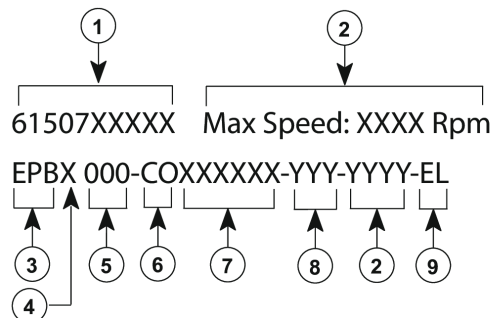 1 2
61507XXXXX Max Speed: XXXX Rpm
EPBX 000-COXXXXXX-YYY-YYYY-EL
3 5 6 7 8 2 9
4